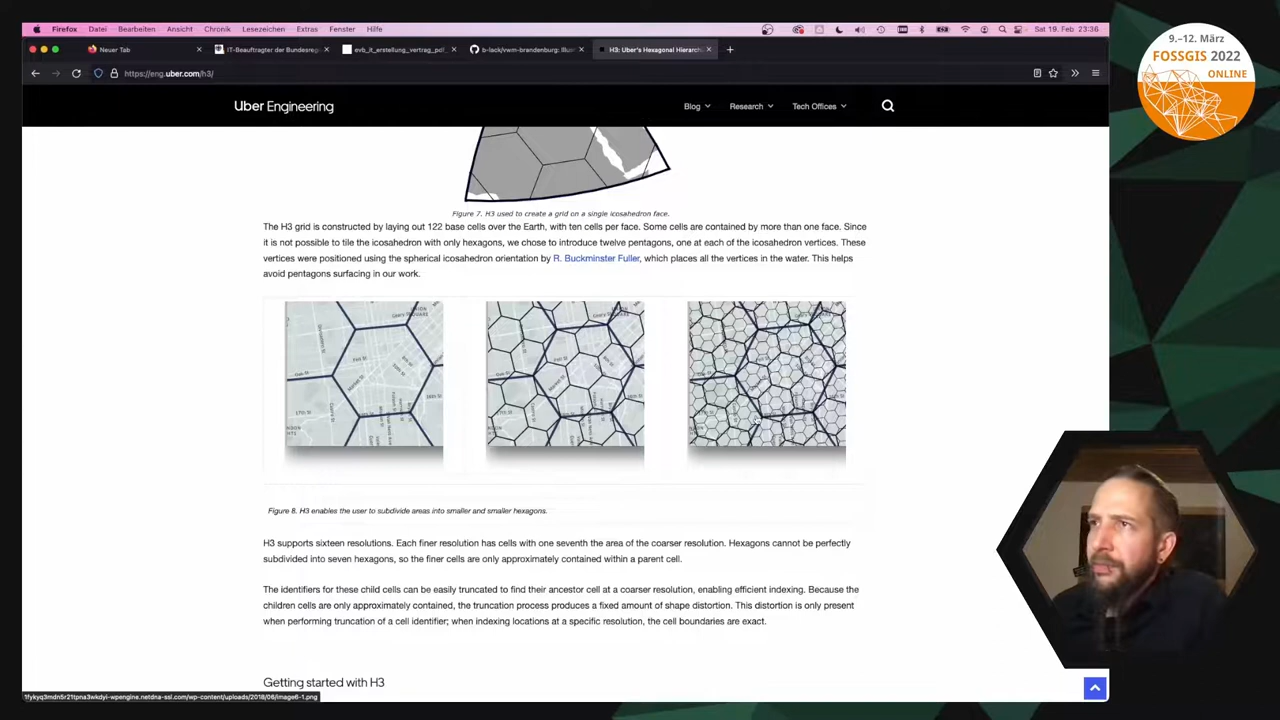 Firefox Datei Bearbeiten Ansicht Chronik Lesezeichen Extras Fenster Hilfe
Sat 19. Feb 23:36
Neuer Tab
IT-Beauftragter der Bundesreg
evb_it_erstellung_vertrag_pdf
b-lack/vwm-brandenburg: Illum
H3: Uber's Hexagonal Hierarchi
https://eng.uber.com/h3/
9.–12. März
FOSSGIS 2022
ONLINE
Uber Engineering
Blog
Research
Tech Offices
Figure 7. H3 used to create a grid on a single icosahedron face.
The H3 grid is constructed by laying out 122 base cells over the Earth, with ten cells per face. Some cells are contained by more than one face. Since
it is not possible to tile the icosahedron with only hexagons, we chose to introduce twelve pentagons, one at each of the icosahedron vertices. These
vertices were positioned using the spherical icosahedron orientation by R. Buckminster Fuller, which places all the vertices in the water. This helps
avoid pentagons surfacing in our work.
Figure 8. H3 enables the user to subdivide areas into smaller and smaller hexagons.
H3 supports sixteen resolutions. Each finer resolution has cells with one seventh the area of the coarser resolution. Hexagons cannot be perfectly
subdivided into seven hexagons, so the finer cells are only approximately contained within a parent cell.
The identifiers for these child cells can be easily truncated to find their ancestor cell at a coarser resolution, enabling efficient indexing. Because the
children cells are only approximately contained, the truncation process produces a fixed amount of shape distortion. This distortion is only present
when performing truncation of a cell identifier; when indexing locations at a specific resolution, the cell boundaries are exact.
Getting started with H3